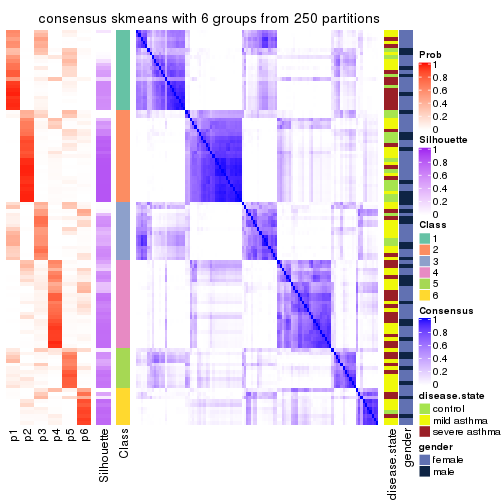 consensus skmeans with 6 groups from 250 partitions
Prob
1
0.8
0.6
0.4
0.2
0
Silhouette
1
0.8
0.6
0.4
0.2
0
Class
1
2
3
4
5
6
Consensus
1
0.8
0.6
0.4
0.2
0
disease.state
control
mild asthma
severe asthma
gender
female
male
p1
p2
p3
p4
p5
p6
Silhouette
Class
disease.state
gender